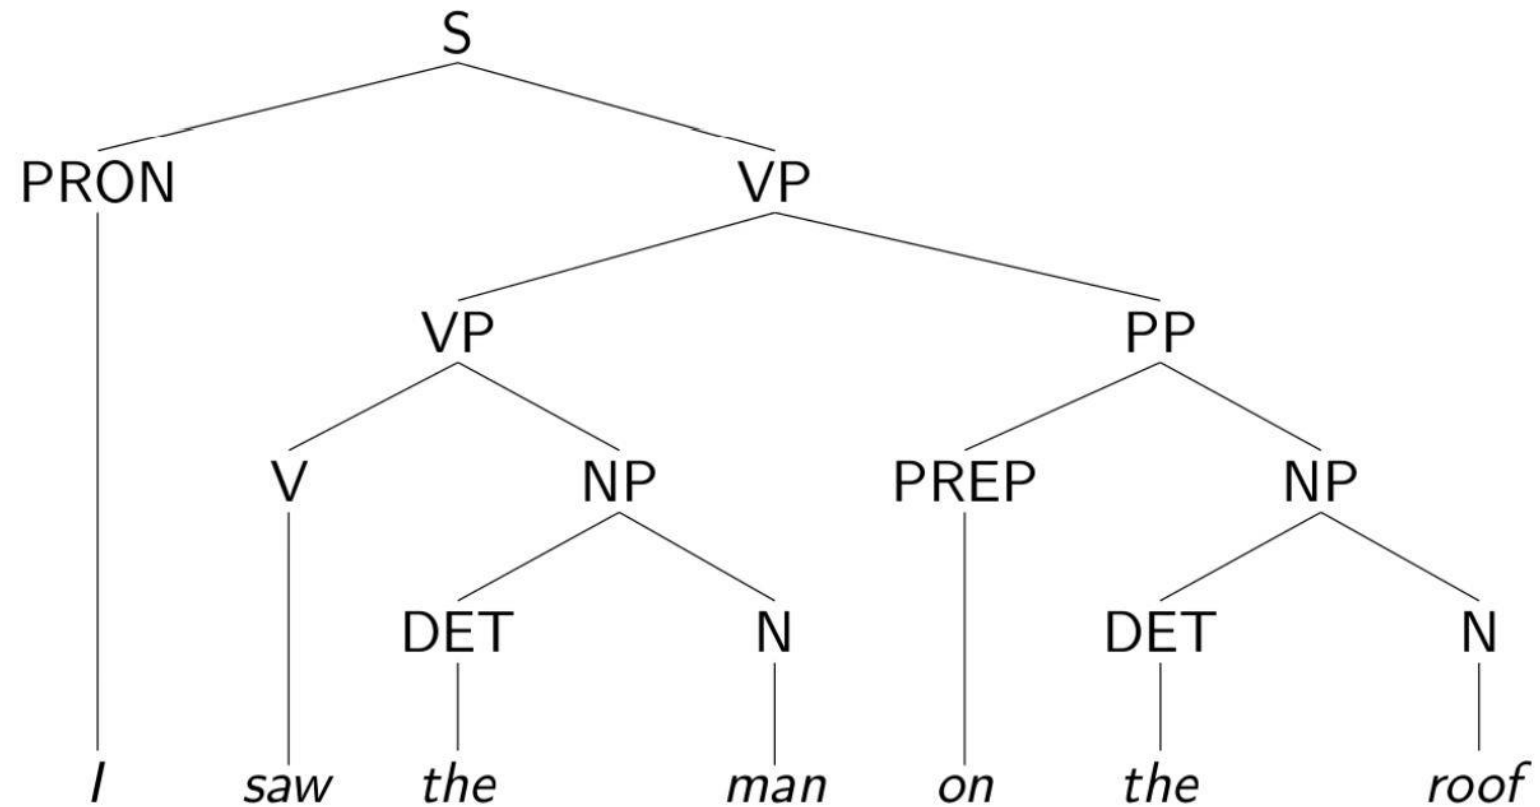 S
PRON VP
VP PP
V NP PREP NP
DET N DET N
I saw the man on the roof